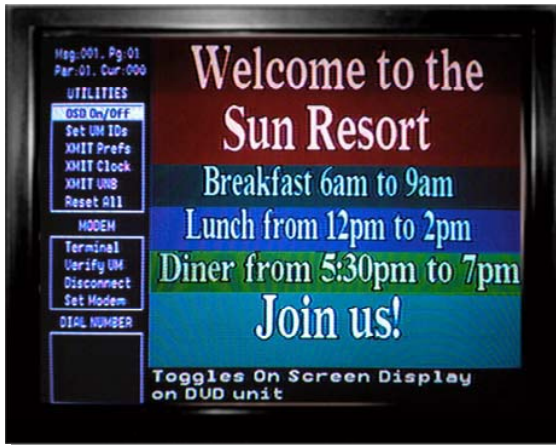 Msg:001, Pg:01
Par:01, Cur:000
UTILITIES
OSD On/Off
Set UM IDs
XMIT Prefs
XMIT Clock
XMIT UNB
Reset All
MODEM
Terminal
Verify UM
Disconnect
Set Modem
DIAL NUMBER
Welcome to the
Sun Resort
Breakfast 6am to 9am
Lunch from 12pm to 2pm
Diner from 5:30pm to 7pm
Join us!
Toggles On Screen Display
on DVD unit